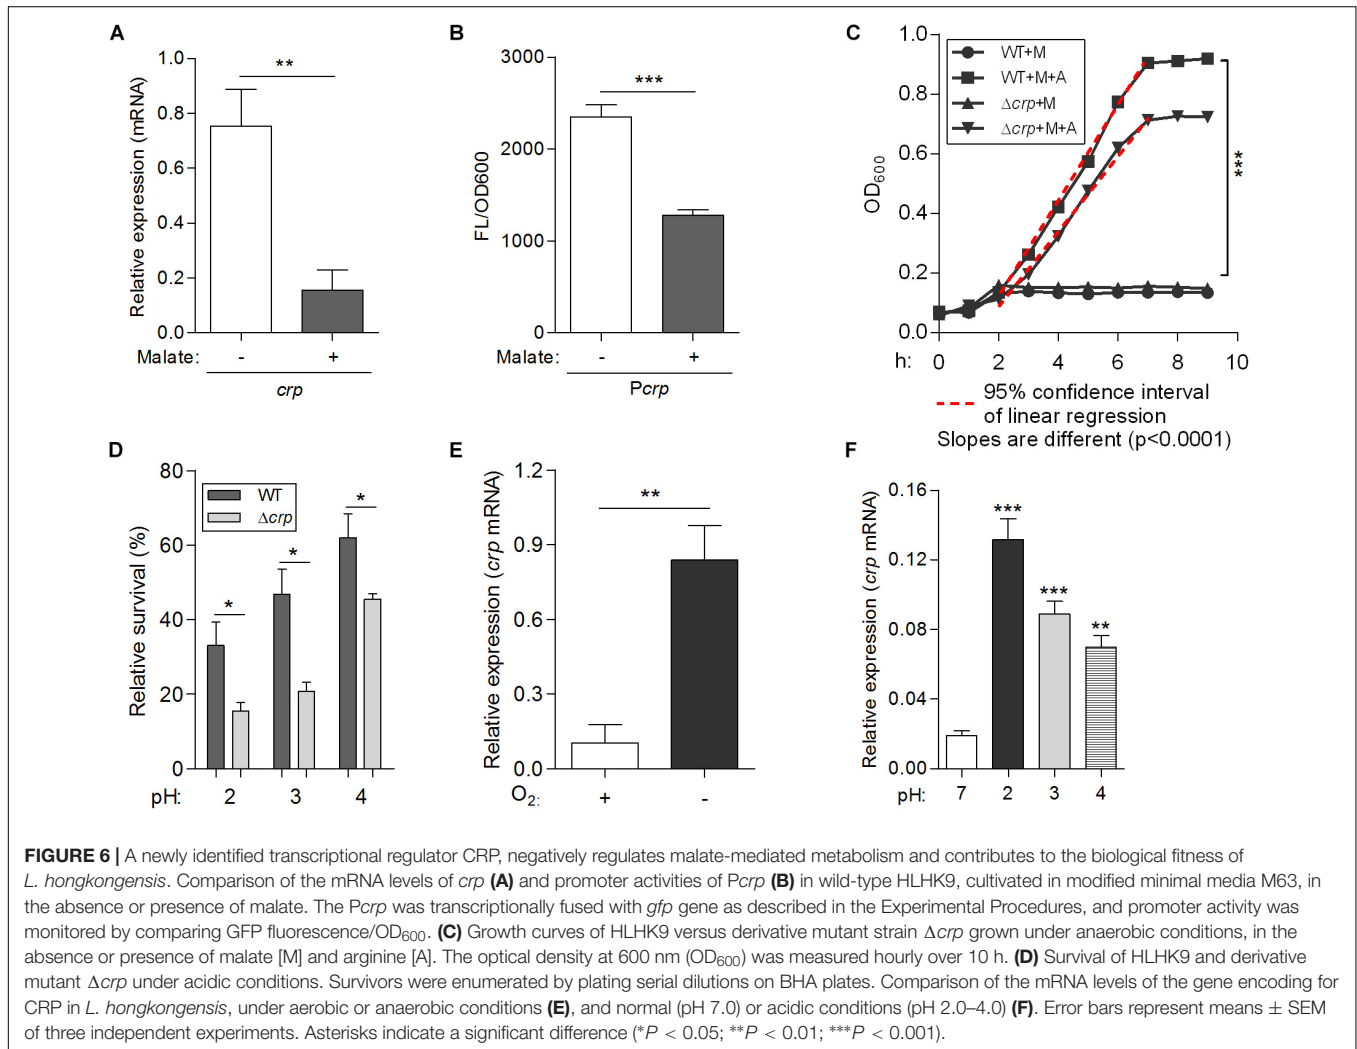 A
Relative expression (mRNA)
1.0
0.8
0.6
0.4
0.2
0.0
**
Malate: - +
crp
B
FL/OD600
3000
2000
1000
0
***
Malate: - +
Pcrp
C
OD600
1.0
0.8
0.6
0.4
0.2
0.0
WT+M
WT+M+A
Δcrp+M
Δcrp+M+A
***
h: 0 2 4 6 8 10
95% confidence interval
of linear regression
Slopes are different (p<0.0001)
D
Relative survival (%)
80
60
40
20
0
WT
Δcrp
*
*
*
pH: 2 3 4
E
Relative expression (crp mRNA)
1.2
0.9
0.6
0.3
0.0
**
O2: + -
F
Relative expression (crp mRNA)
0.16
0.12
0.08
0.04
0.00
***
***
**
pH: 7 2 3 4
FIGURE 6 | A newly identified transcriptional regulator CRP, negatively regulates malate-mediated metabolism and contributes to the biological fitness of
L. hongkongensis. Comparison of the mRNA levels of crp (A) and promoter activities of Pcrp (B) in wild-type HLHK9, cultivated in modified minimal media M63, in
the absence or presence of malate. The Pcrp was transcriptionally fused with gfp gene as described in the Experimental Procedures, and promoter activity was
monitored by comparing GFP fluorescence/OD600. (C) Growth curves of HLHK9 versus derivative mutant strain Δcrp grown under anaerobic conditions, in the
absence or presence of malate [M] and arginine [A]. The optical density at 600 nm (OD600) was measured hourly over 10 h. (D) Survival of HLHK9 and derivative
mutant Δcrp under acidic conditions. Survivors were enumerated by plating serial dilutions on BHA plates. Comparison of the mRNA levels of the gene encoding for
CRP in L. hongkongensis, under aerobic or anaerobic conditions (E), and normal (pH 7.0) or acidic conditions (pH 2.0–4.0) (F). Error bars represent means ± SEM
of three independent experiments. Asterisks indicate a significant difference (*P < 0.05; **P < 0.01; ***P < 0.001).